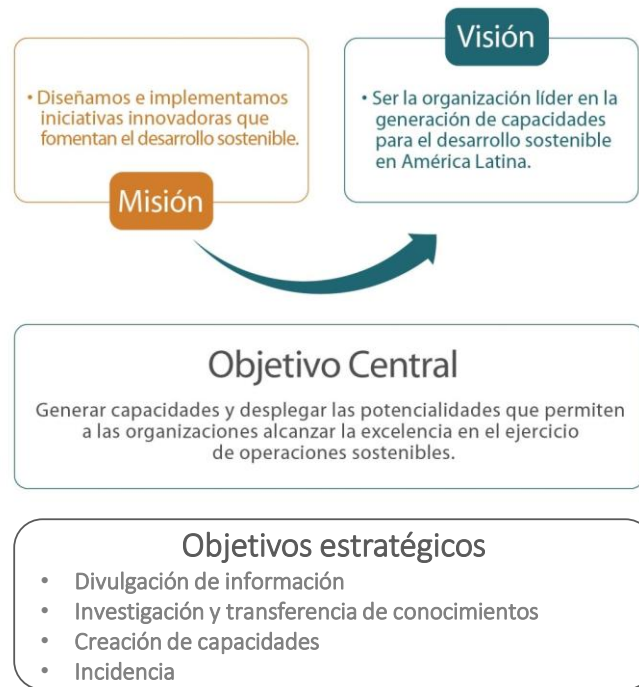 Misión
• Diseñamos e implementamos
iniciativas innovadoras que
fomentan el desarrollo sostenible.
Visión
• Ser la organización líder en la
generación de capacidades
para el desarrollo sostenible
en América Latina.
Objetivo Central
Generar capacidades y desplegar las potencialidades que permiten
a las organizaciones alcanzar la excelencia en el ejercicio
de operaciones sostenibles.
Objetivos estratégicos
• Divulgación de información
• Investigación y transferencia de conocimientos
• Creación de capacidades
• Incidencia